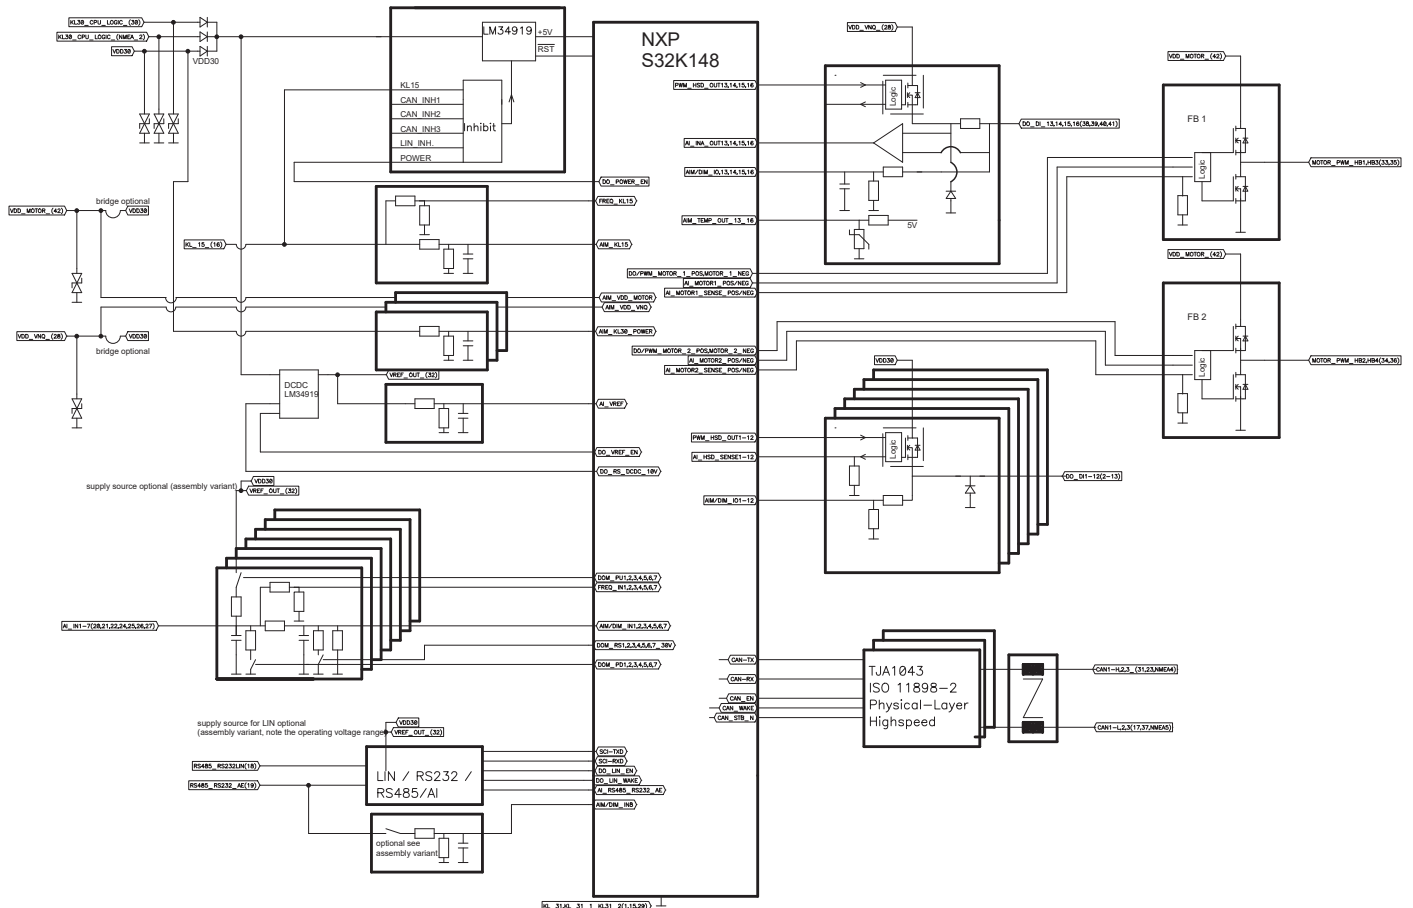 KL30_CPU_LOGIC_(30)
KL30_CPU_LOGIC_(NMEA_2)
VDD30
VDD30
LM34919
+5V
RST
KL15
CAN_INH1
CAN_INH2
CAN_INH3
LIN_INH.
POWER
Inhibit
NXP
S32K148
DO_POWER_EN
FREQ_KL15
AIM_KL15
KL_15_(16)
bridge optional
VDD_MOTOR_(42)
VDD30
AIM_VDD_MOTOR
AIM_VDD_VNQ
AIM_KL30_POWER
VDD_VNQ_(28)
VDD30
bridge optional
DCDC
LM34919
VREF_OUT_(32)
AI_VREF
DO_VREF_EN
DO_RS_DCDC_10V
supply source optional (assembly variant)
VDD30
VREF_OUT_(32)
DOM_PU1,2,3,4,5,6,7
FREQ_IN1,2,3,4,5,6,7
AI_IN1-7(20,21,22,24,25,26,27)
AIM/DIM_IN1,2,3,4,5,6,7
DOM_RS1,2,3,4,5,6,7_30V
DOM_PD1,2,3,4,5,6,7
supply source for LIN optional
(assembly variant, note the operating voltage range)
VDD30
VREF_OUT_(32)
RS485_RS232LIN(18)
RS485_RS232_AE(19)
LIN / RS232 /
RS485/AI
SCI-TXD
SCI-RXD
DO_LIN_EN
DO_LIN_WAKE
AI_RS485_RS232_AE
AIM/DIM_IN8
optional see
assembly variant
KL_31,KL_31_1_KL31_2(1,15,29)
VDD_VNQ_(28)
PWM_HSD_OUT13,14,15,16
Logic
DO_DI_13,14,15,16(38,39,40,41)
AI_INA_OUT13,14,15,16
AIM/DIM_IO,13,14,15,16
AIM_TEMP_OUT_13_16
5V
DO/PWM_MOTOR_1_POS,MOTOR_1_NEG
AI_MOTOR1_POS/NEG
AI_MOTOR1_SENSE_POS/NEG
VDD_MOTOR_(42)
FB 1
Logic
MOTOR_PWM_HB1,HB3(33,35)
DO/PWM_MOTOR_2_POS,MOTOR_2_NEG
AI_MOTOR2_POS/NEG
AI_MOTOR2_SENSE_POS/NEG
VDD_MOTOR_(42)
FB 2
Logic
MOTOR_PWM_HB2,HB4(34,36)
VDD30
PWM_HSD_OUT1-12
AI_HSD_SENSE1-12
Logic
DO_DI1-12(2-13)
AIM/DIM_IO1-12
CAN-TX
CAN-RX
CAN_EN
CAN_WAKE
CAN_STB_N
TJA1043
ISO 11898-2
Physical-Layer
Highspeed
CAN1-H,2,3_(31,23,NMEA4)
CAN1-L,2,3(17,37,NMEA5)